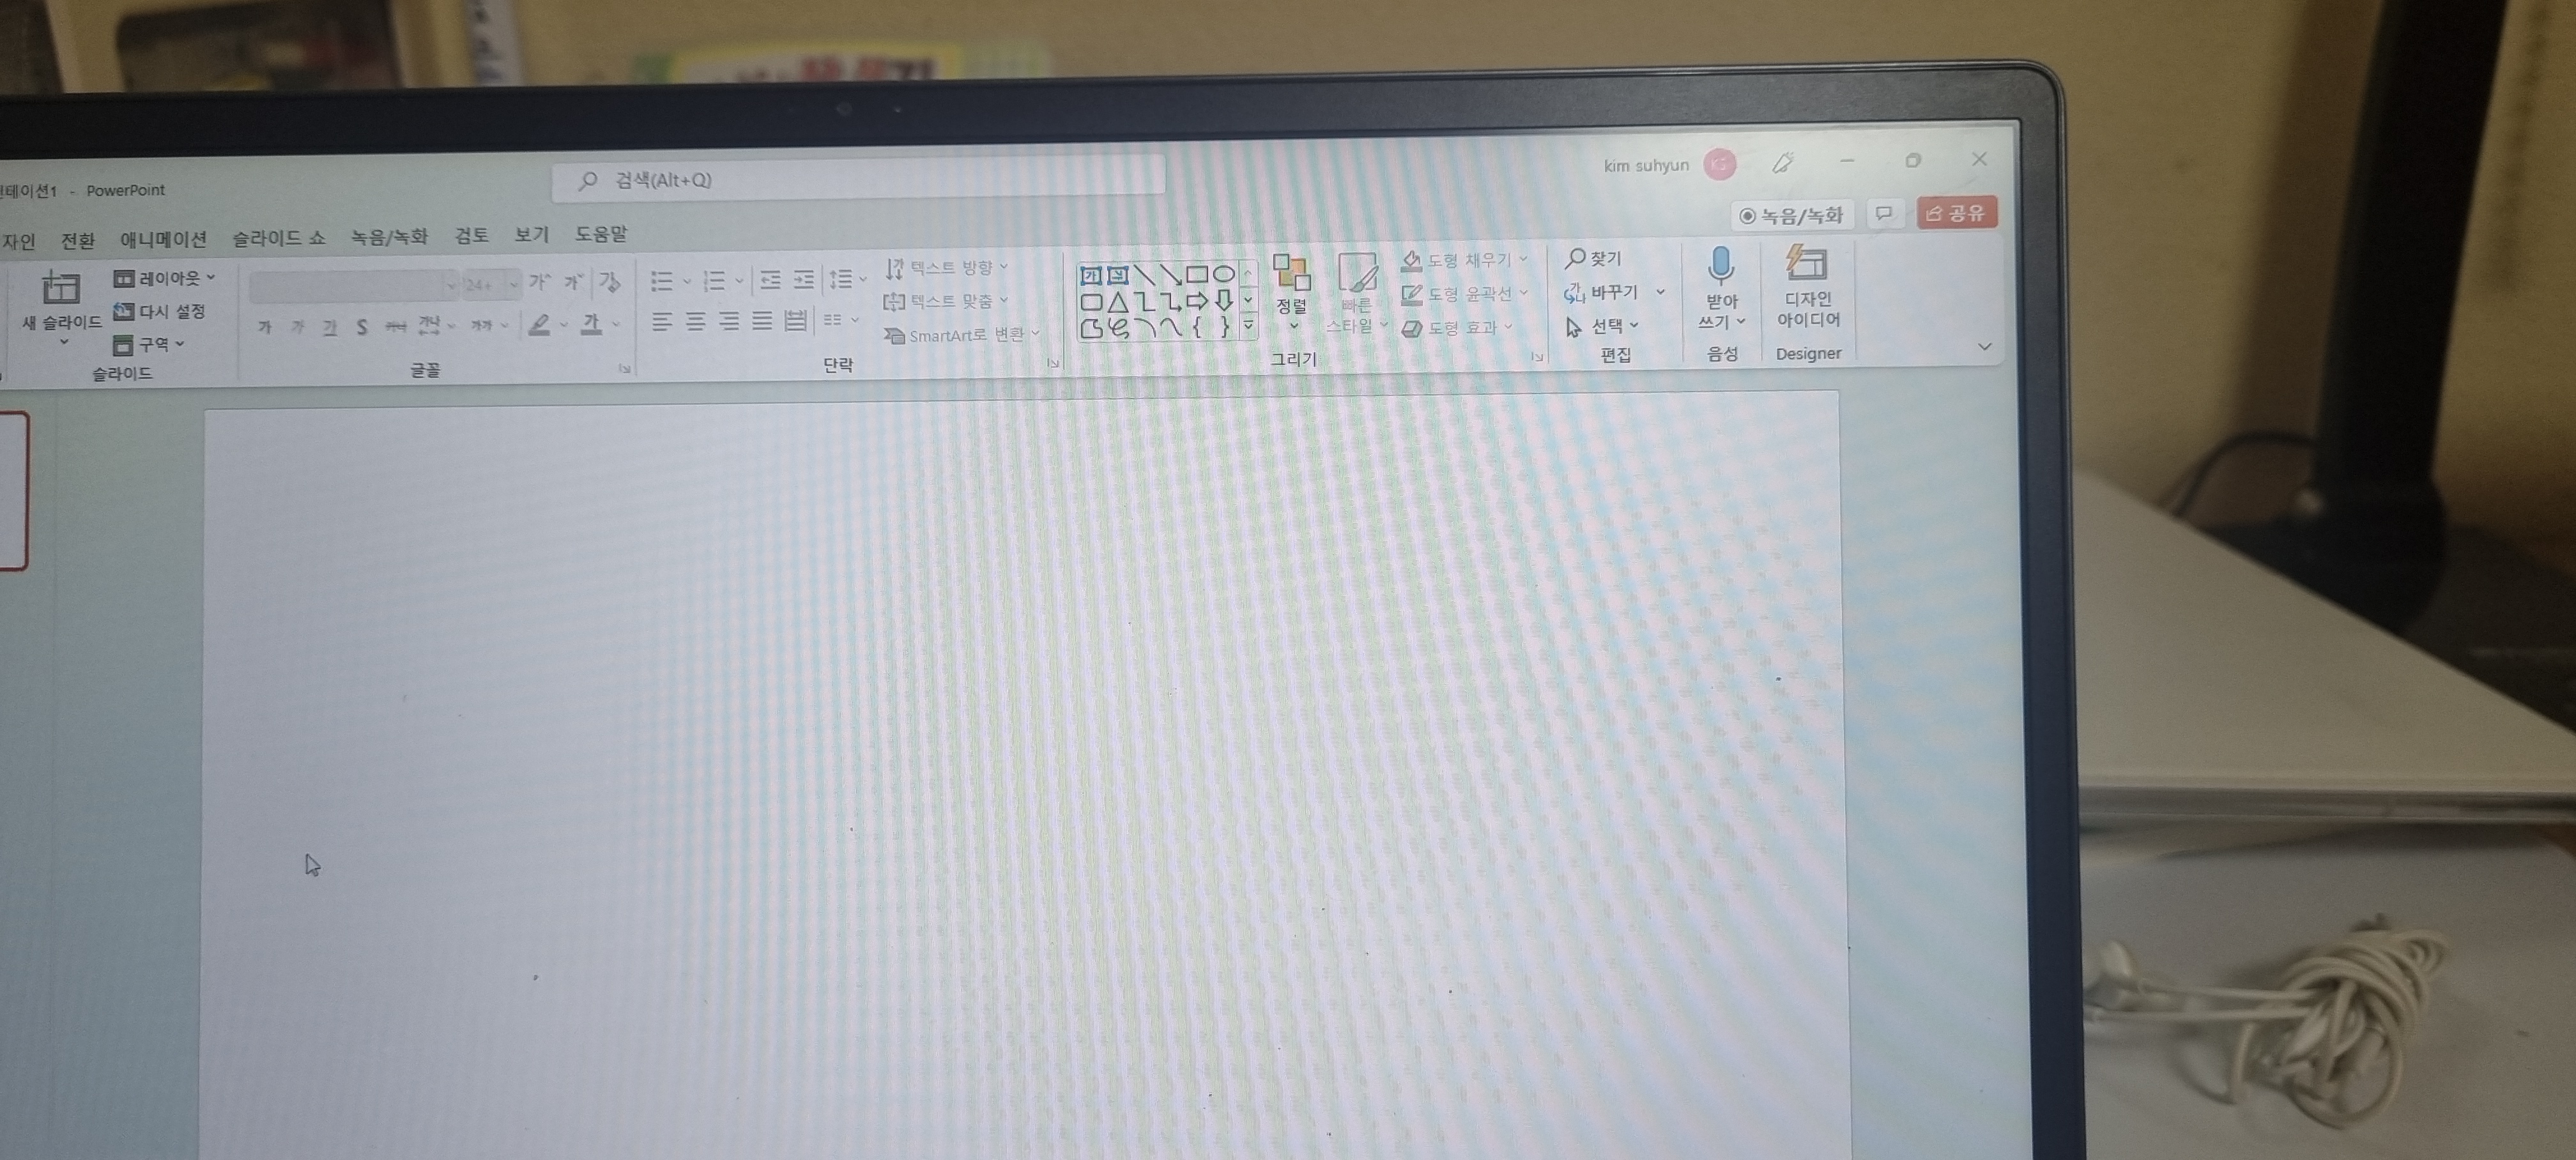 테이션1 - PowerPoint
검색(Alt+Q)
kim suhyun
KS
녹음/녹화
공유
자인 전환 애니메이션 슬라이드 쇼 녹음/녹화 검토 보기 도움말
새 슬라이드
레이아웃
다시 설정
구역
슬라이드
24+
가 가 가
가 가 가 S 가나 가나 가가 가
글꼴
텍스트 방향
텍스트 맞춤
SmartArt로 변환
단락
정렬
빠른
스타일
도형 채우기
도형 윤곽선
도형 효과
그리기
찾기
바꾸기
선택
편집
받아
쓰기
음성
디자인
아이디어
Designer